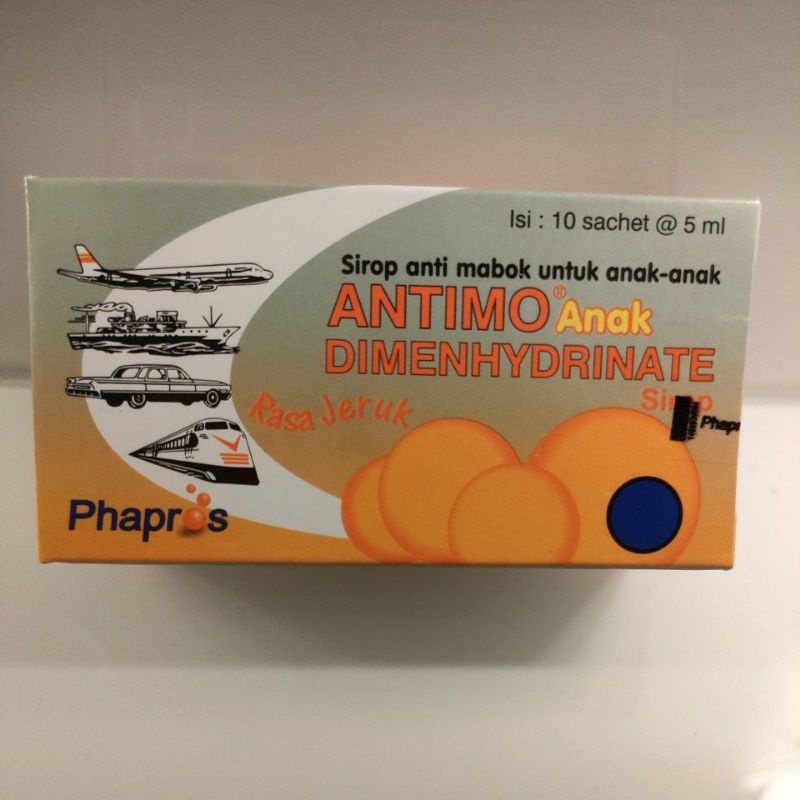 Isi : 10 sachet @ 5 ml
Sirop anti mabok untuk anak-anak
ANTIMO® Anak
DIMENHYDRINATE
Rasa Jeruk
Phapros